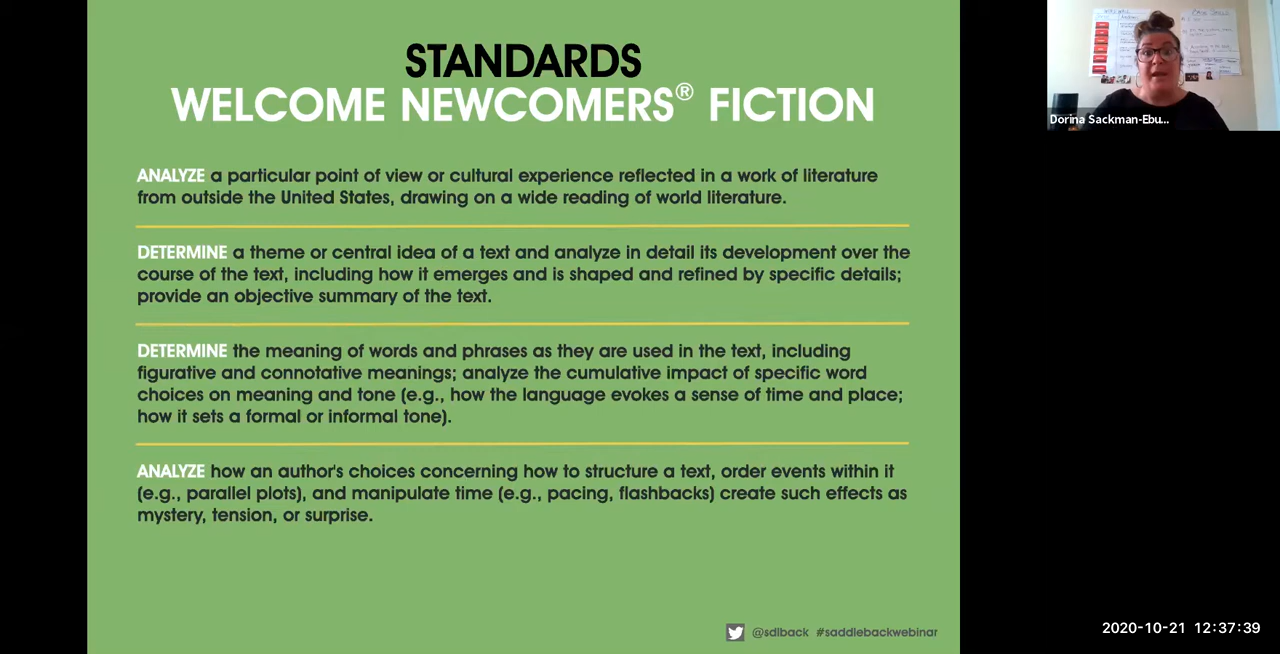 STANDARDS
WELCOME NEWCOMERS® FICTION
ANALYZE a particular point of view or cultural experience reflected in a work of literature
from outside the United States, drawing on a wide reading of world literature.
DETERMINE a theme or central idea of a text and analyze in detail its development over the
course of the text, including how it emerges and is shaped and refined by specific details;
provide an objective summary of the text.
DETERMINE the meaning of words and phrases as they are used in the text, including
figurative and connotative meanings; analyze the cumulative impact of specific word
choices on meaning and tone (e.g., how the language evokes a sense of time and place;
how it sets a formal or informal tone).
ANALYZE how an author's choices concerning how to structure a text, order events within it
(e.g., parallel plots), and manipulate time (e.g., pacing, flashbacks) create such effects as
mystery, tension, or surprise.
@sdlback #saddlebackwebinar
Dorina Sackman-Ebu...
2020-10-21 12:37:39